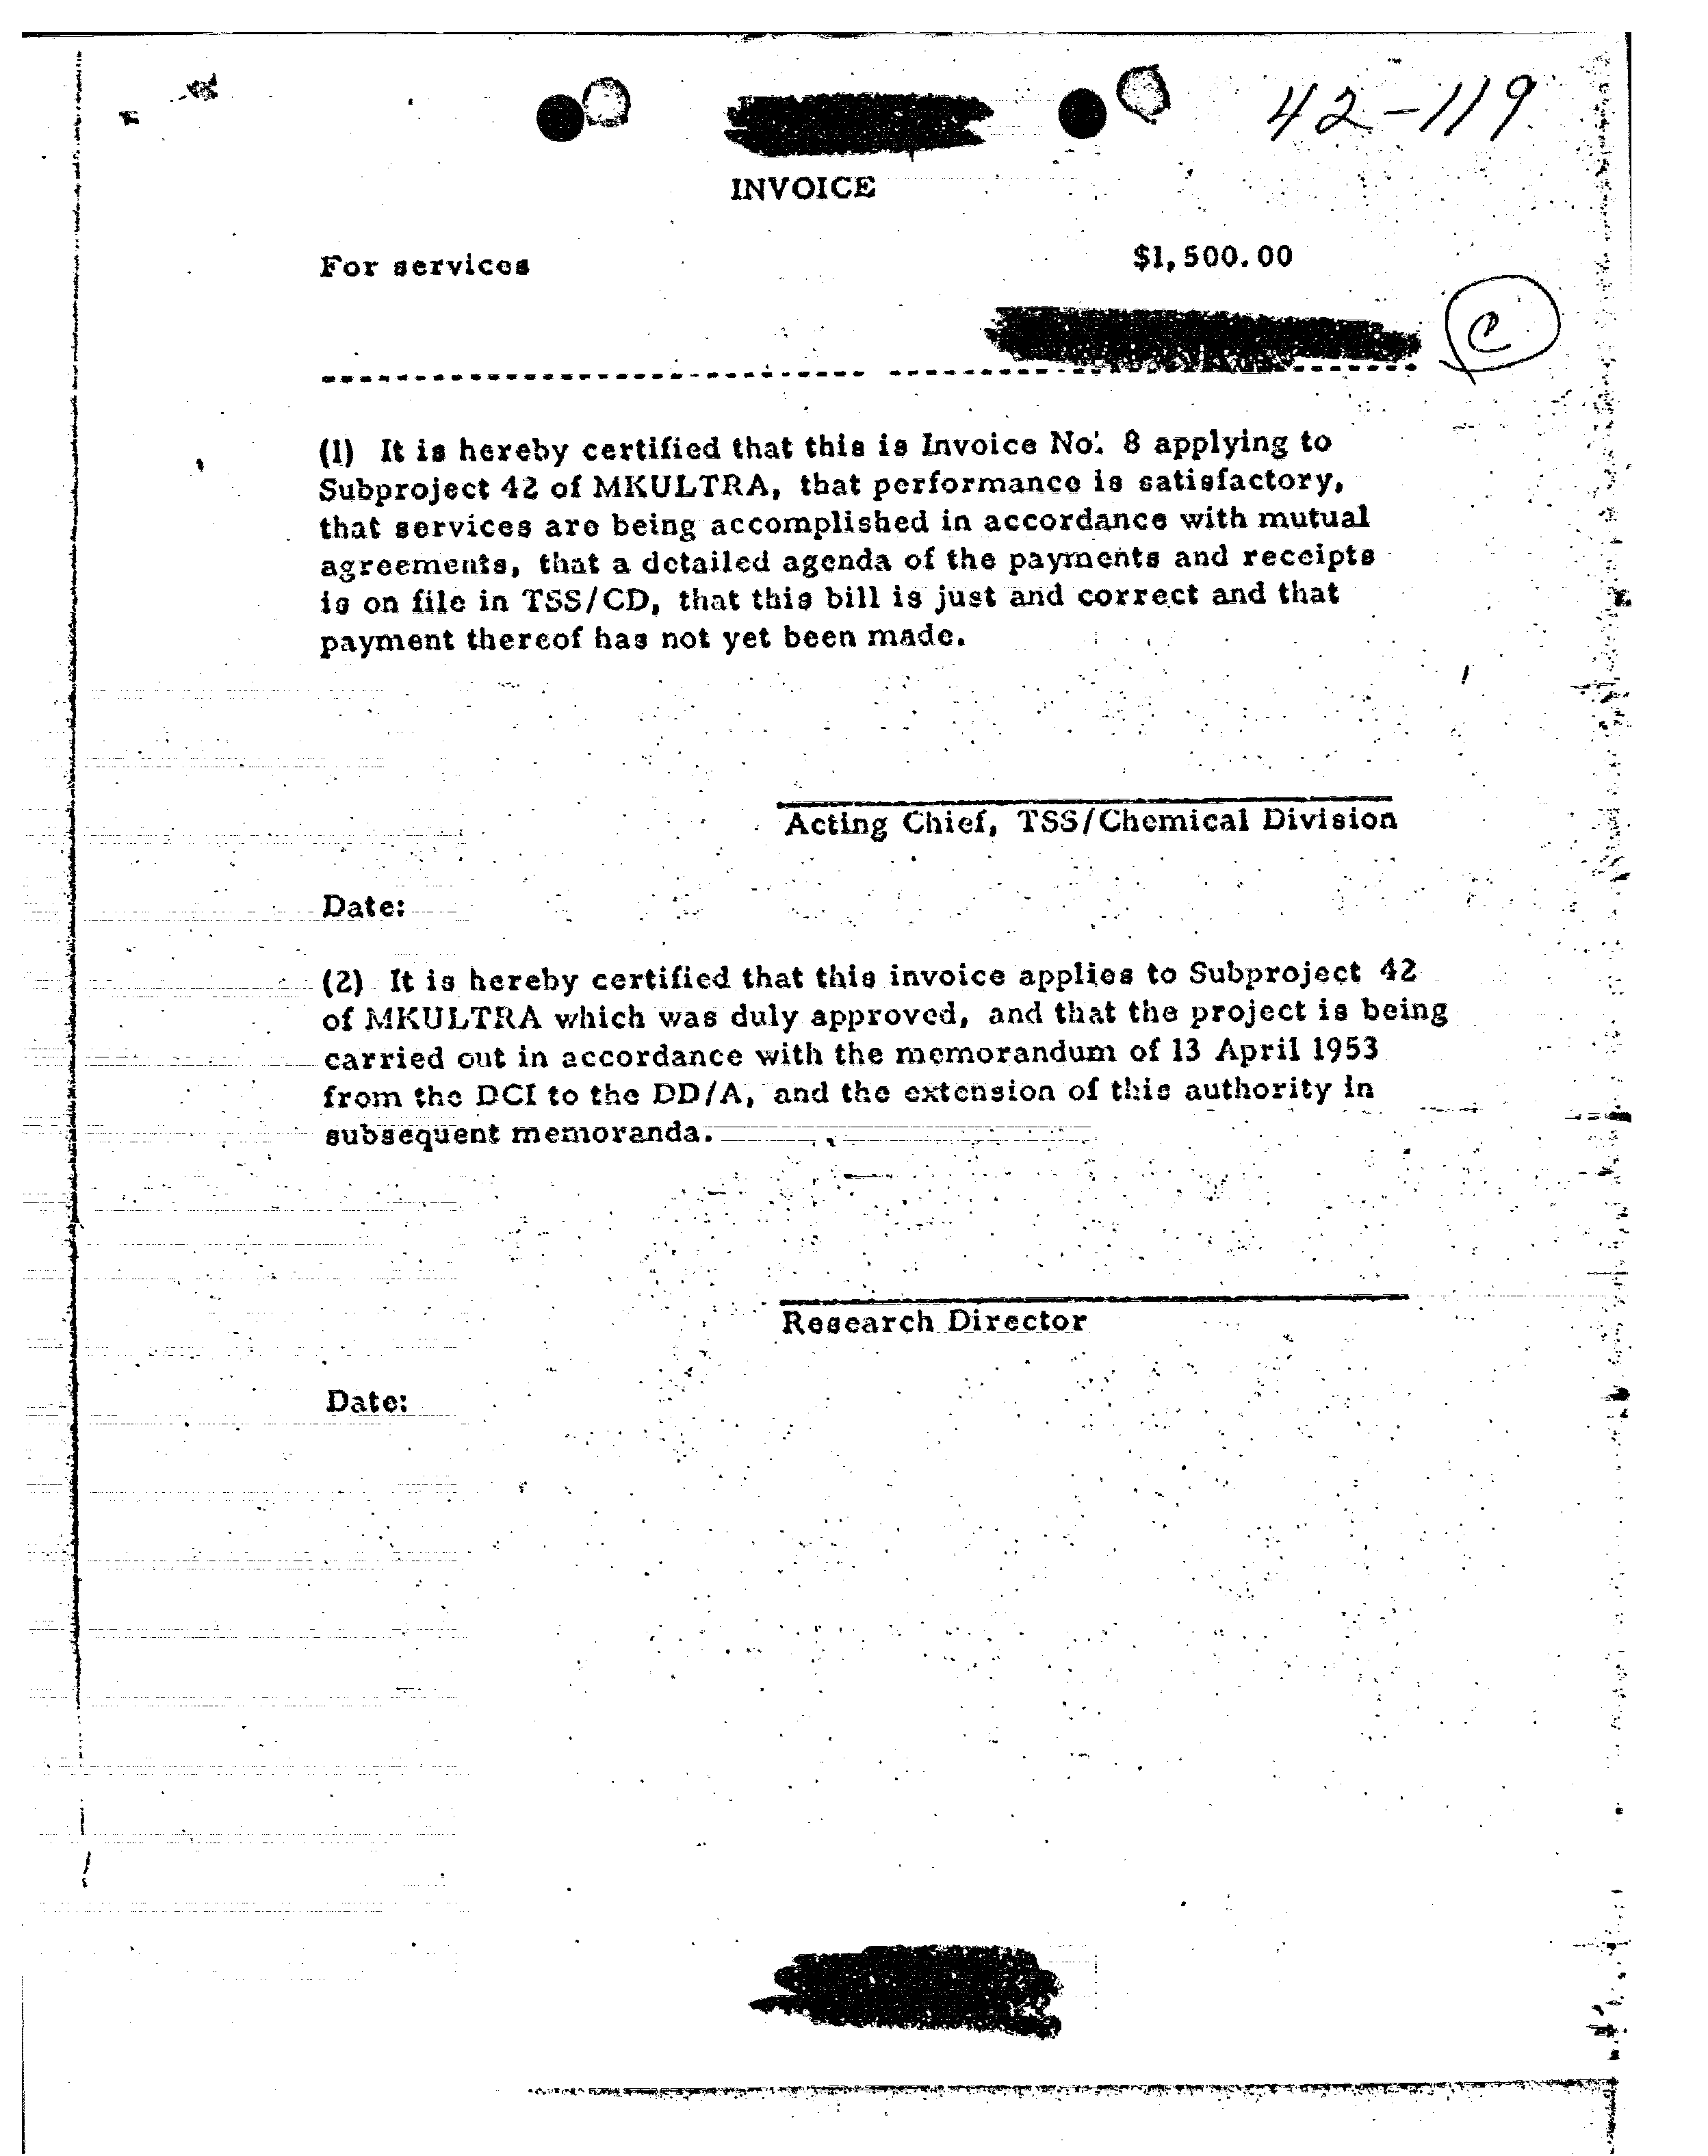 42-119
INVOICE
For services $1,500.00
C
(1) It is hereby certified that this is Invoice No. 8 applying to
Subproject 42 of MKULTRA, that performance is satisfactory,
that services are being accomplished in accordance with mutual
agreements, that a detailed agenda of the payments and receipts
is on file in TSS/CD, that this bill is just and correct and that
payment thereof has not yet been made.
Acting Chief, TSS/Chemical Division
Date:
(2) It is hereby certified that this invoice applies to Subproject 42
of MKULTRA which was duly approved, and that the project is being
carried out in accordance with the memorandum of 13 April 1953
from the DCI to the DD/A, and the extension of this authority in
subsequent memoranda.
Research Director
Date: